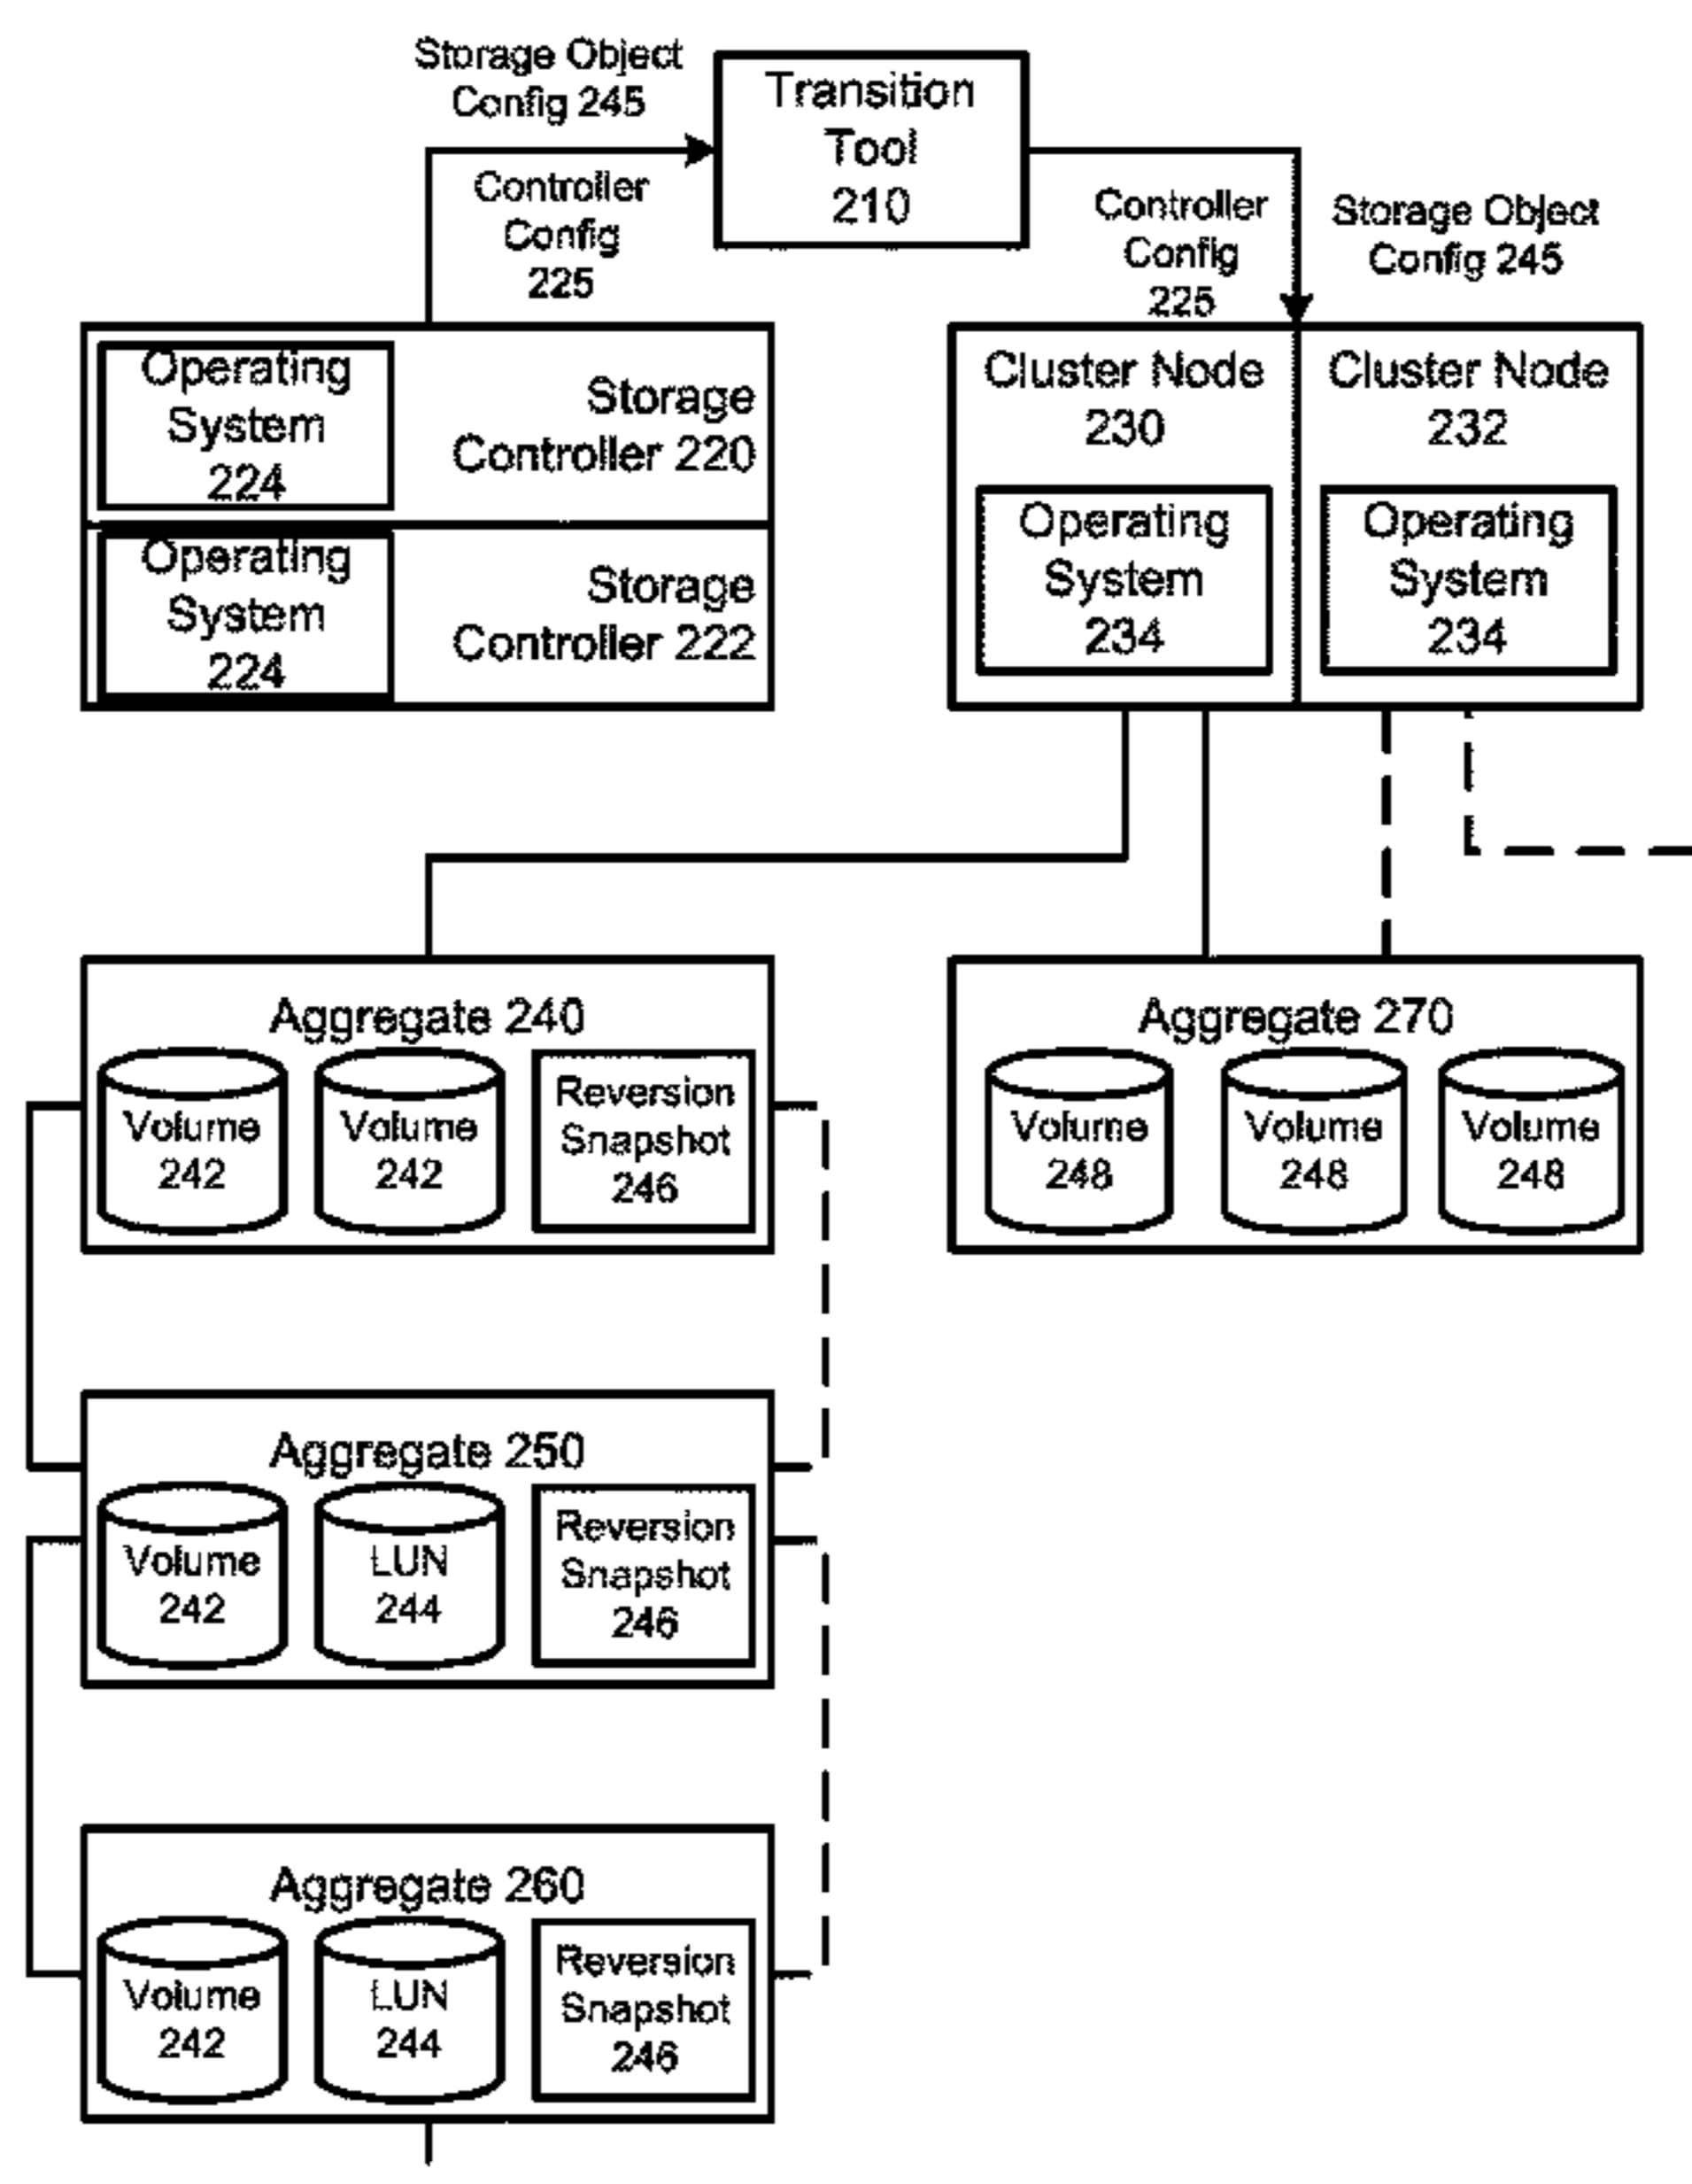 Storage Object
Config 245
Controller
Config
225
Transition
Tool
210
Controller
Config
225
Storage Object
Config 245
Operating
System
224
Storage
Controller 220
Operating
System
224
Storage
Controller 222
Cluster Node
230
Operating
System
234
Cluster Node
232
Operating
System
234
Aggregate 240
Volume
242
Volume
242
Reversion
Snapshot
246
Aggregate 270
Volume
248
Volume
248
Volume
248
Aggregate 250
Volume
242
LUN
244
Reversion
Snapshot
246
Aggregate 260
Volume
242
LUN
244
Reversion
Snapshot
246